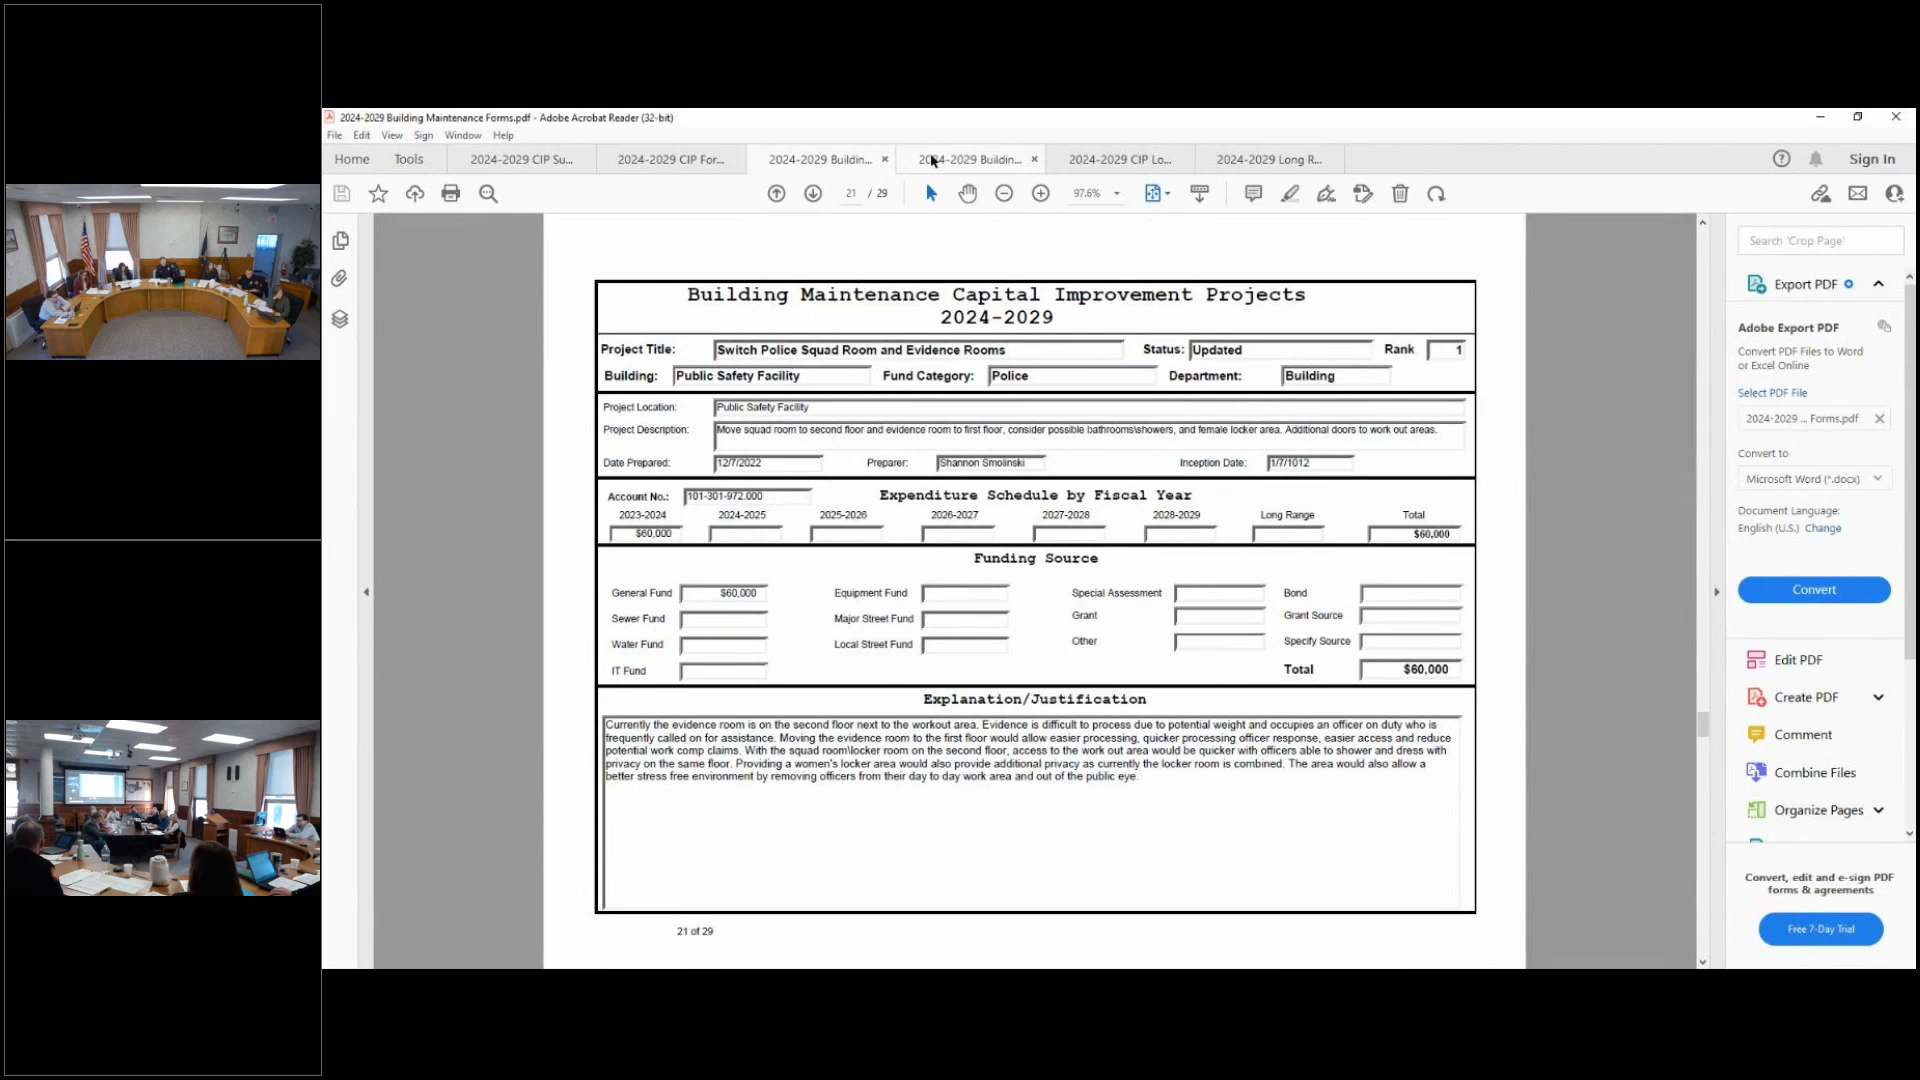 2024-2029 Building Maintenance Forms.pdf - Adobe Acrobat Reader (32-bit)
File Edit View Sign Window Help
Home Tools 2024-2029 CIP Su... 2024-2029 CIP For... 2024-2029 Buildin... 2024-2029 Buildin... 2024-2029 CIP Lo... 2024-2029 Long R... Sign In
21 / 29 97.6%
Building Maintenance Capital Improvement Projects
2024-2029
Project Title: Switch Police Squad Room and Evidence Rooms Status: Updated Rank 1
Building: Public Safety Facility Fund Category: Police Department: Building
Project Location: Public Safety Facility
Project Description: Move squad room to second floor and evidence room to first floor, consider possible bathrooms\showers, and female locker area. Additional doors to work out areas.
Date Prepared: 12/7/2022 Preparer: Shannon Smolinski Inception Date: 1/7/1012
Account No.: 101-301-972.000 Expenditure Schedule by Fiscal Year
2023-2024 2024-2025 2025-2026 2026-2027 2027-2028 2028-2029 Long Range Total
$60,000 $60,000
Funding Source
General Fund $60,000 Equipment Fund Special Assessment Bond
Sewer Fund Major Street Fund Grant Grant Source
Water Fund Local Street Fund Other Specify Source
IT Fund Total $60,000
Explanation/Justification
Currently the evidence room is on the second floor next to the workout area. Evidence is difficult to process due to potential weight and occupies an officer on duty who is
frequently called on for assistance. Moving the evidence room to the first floor would allow easier processing, quicker processing officer response, easier access and reduce
potential work comp claims. With the squad room\locker room on the second floor, access to the work out area would be quicker with officers able to shower and dress with
privacy on the same floor. Providing a women's locker area would also provide additional privacy as currently the locker room is combined. The area would also allow a
better stress free environment by removing officers from their day to day work area and out of the public eye.
21 of 29
Search 'Crop Page'
Export PDF
Adobe Export PDF
Convert PDF Files to Word
or Excel Online
Select PDF File
2024-2029 ... Forms.pdf
Convert to
Microsoft Word (*.docx)
Document Language:
English (U.S.) Change
Convert
Edit PDF
Create PDF
Comment
Combine Files
Organize Pages
Convert, edit and e-sign PDF
forms & agreements
Free 7-Day Trial